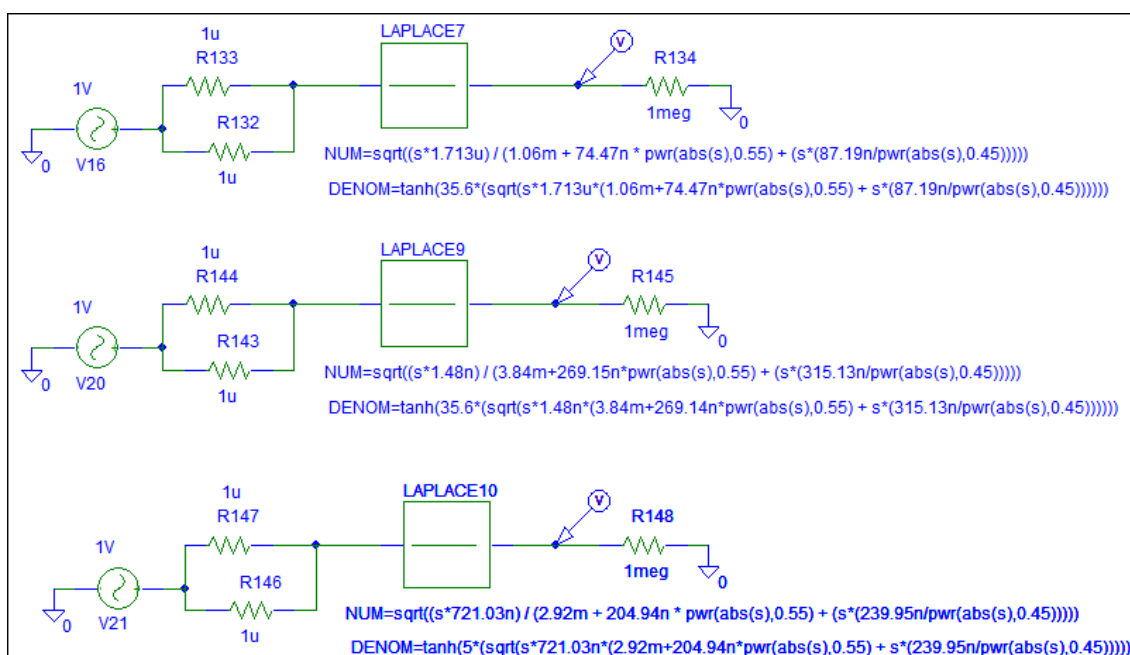 1u
LAPLACE7
V
R133
R134
1V
R132
1meg
0
0
V16
1u
NUM=sqrt((s*1.713u) / (1.06m + 74.47n * pwr(abs(s),0.55) + (s*(87.19n/pwr(abs(s),0.45)))))
DENOM=tanh(35.6*(sqrt(s*1.713u*(1.06m+74.47n*pwr(abs(s),0.55) + s*(87.19n/pwr(abs(s),0.45))))))
LAPLACE9
1u
V
R144
R145
1V
R143
1meg
0
0
V20
1u
NUM=sqrt((s*1.48n) / (3.84m+269.15n*pwr(abs(s),0.55) + (s*(315.13n/pwr(abs(s),0.45)))))
DENOM=tanh(35.6*(sqrt(s*1.48n*(3.84m+269.14n*pwr(abs(s),0.55) + s*(315.13n/pwr(abs(s),0.45))))))
1u
LAPLACE10
V
R147
R148
1V
R146
1meg
0
0
V21
1u
NUM=sqrt((s*721.03n) / (2.92m + 204.94n * pwr(abs(s),0.55) + (s*(239.95n/pwr(abs(s),0.45)))))
DENOM=tanh(5*(sqrt(s*721.03n*(2.92m+204.94n*pwr(abs(s),0.55) + s*(239.95n/pwr(abs(s),0.45))))))